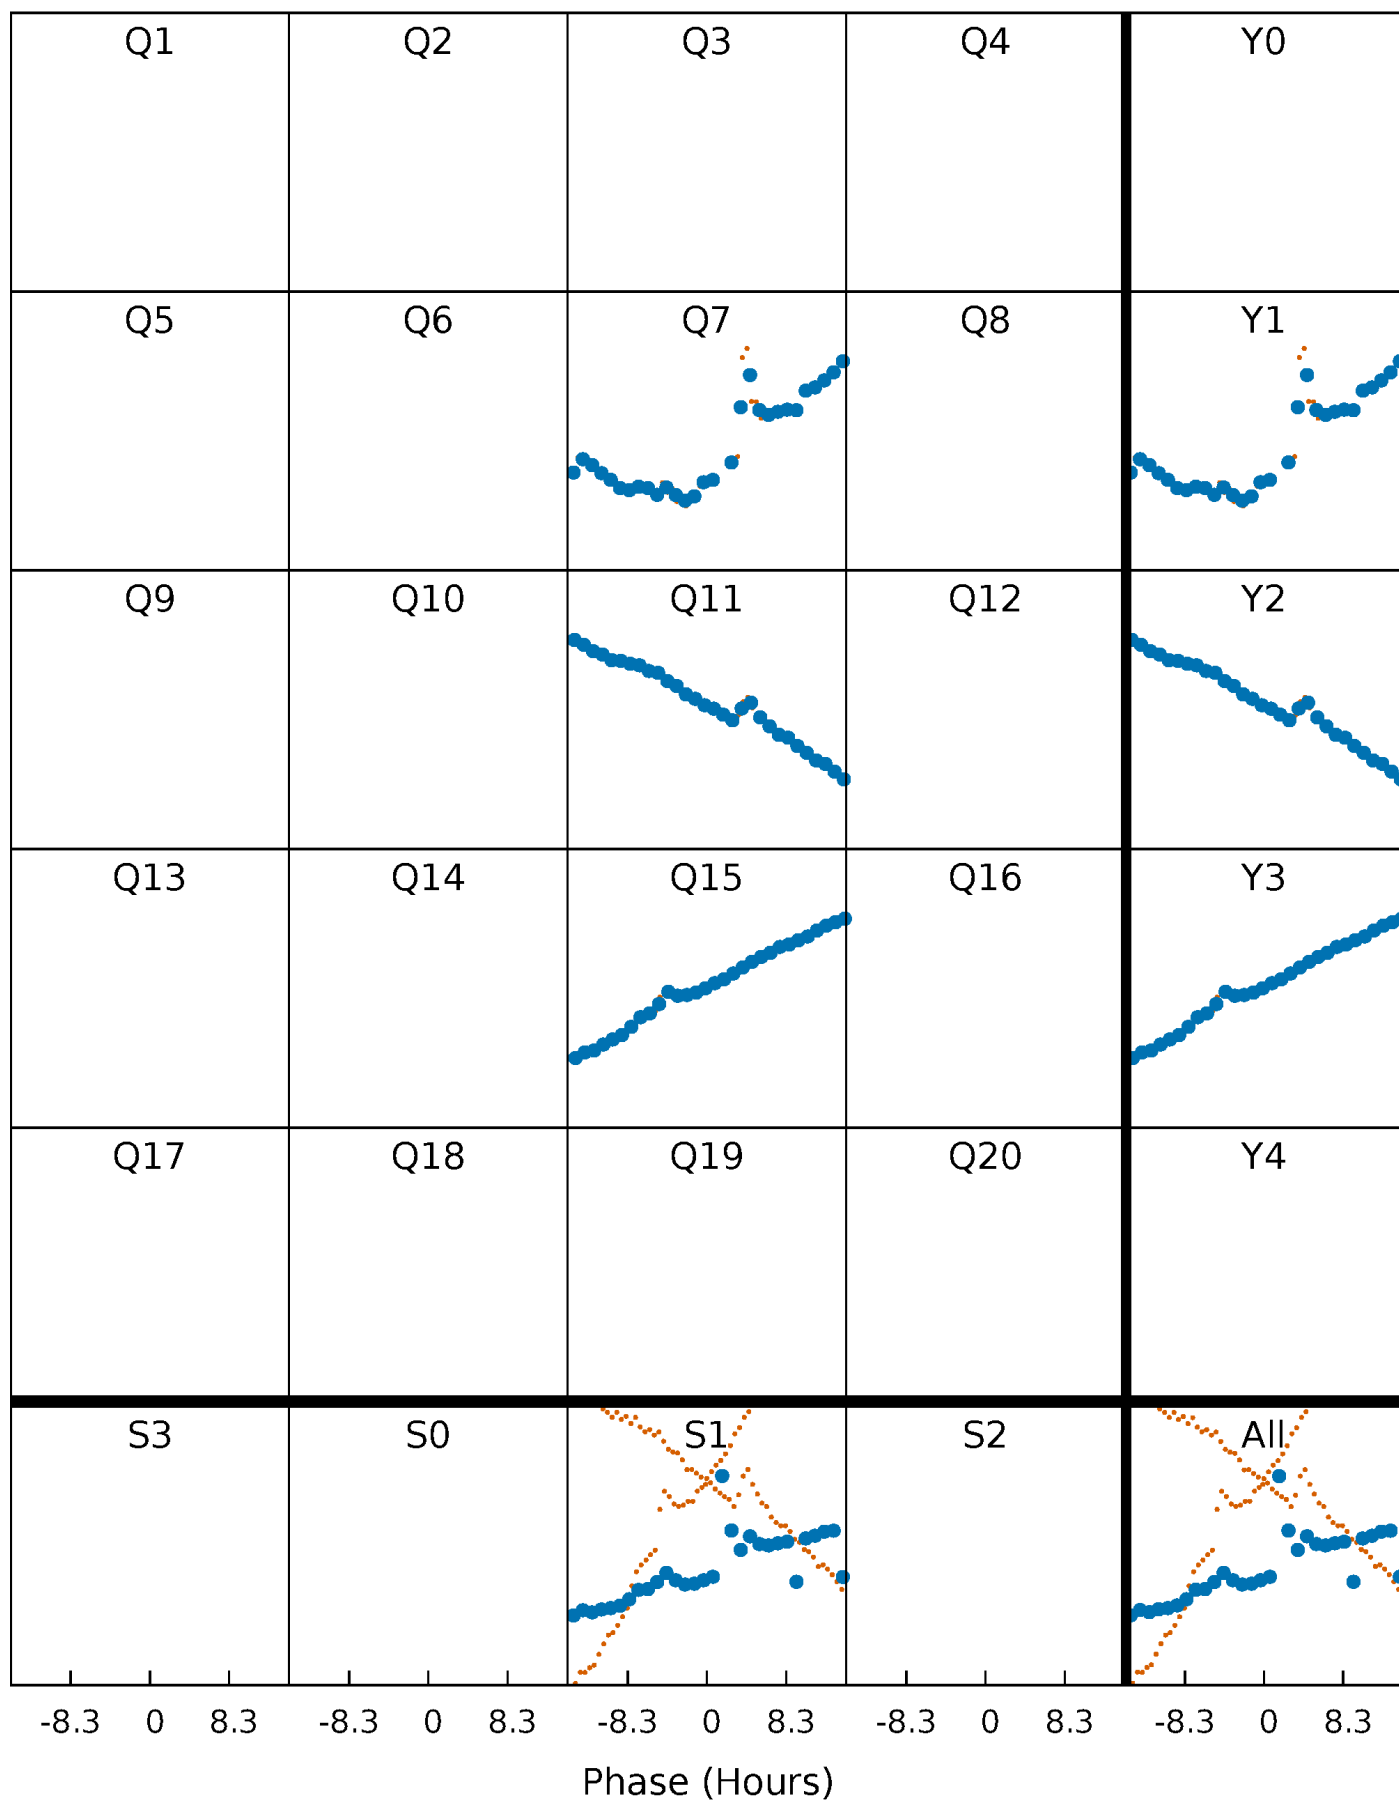 Q1 Q2 Q3 Q4 Y0
Q5 Q6 Q7 Q8 Y1
Q9 Q10 Q11 Q12 Y2
Q13 Q14 Q15 Q16 Y3
Q17 Q18 Q19 Q20 Y4
S3 S0 S1 S2 All
-8.3 0 8.3 -8.3 0 8.3 -8.3 0 8.3 -8.3 0 8.3 -8.3 0 8.3
Phase (Hours)